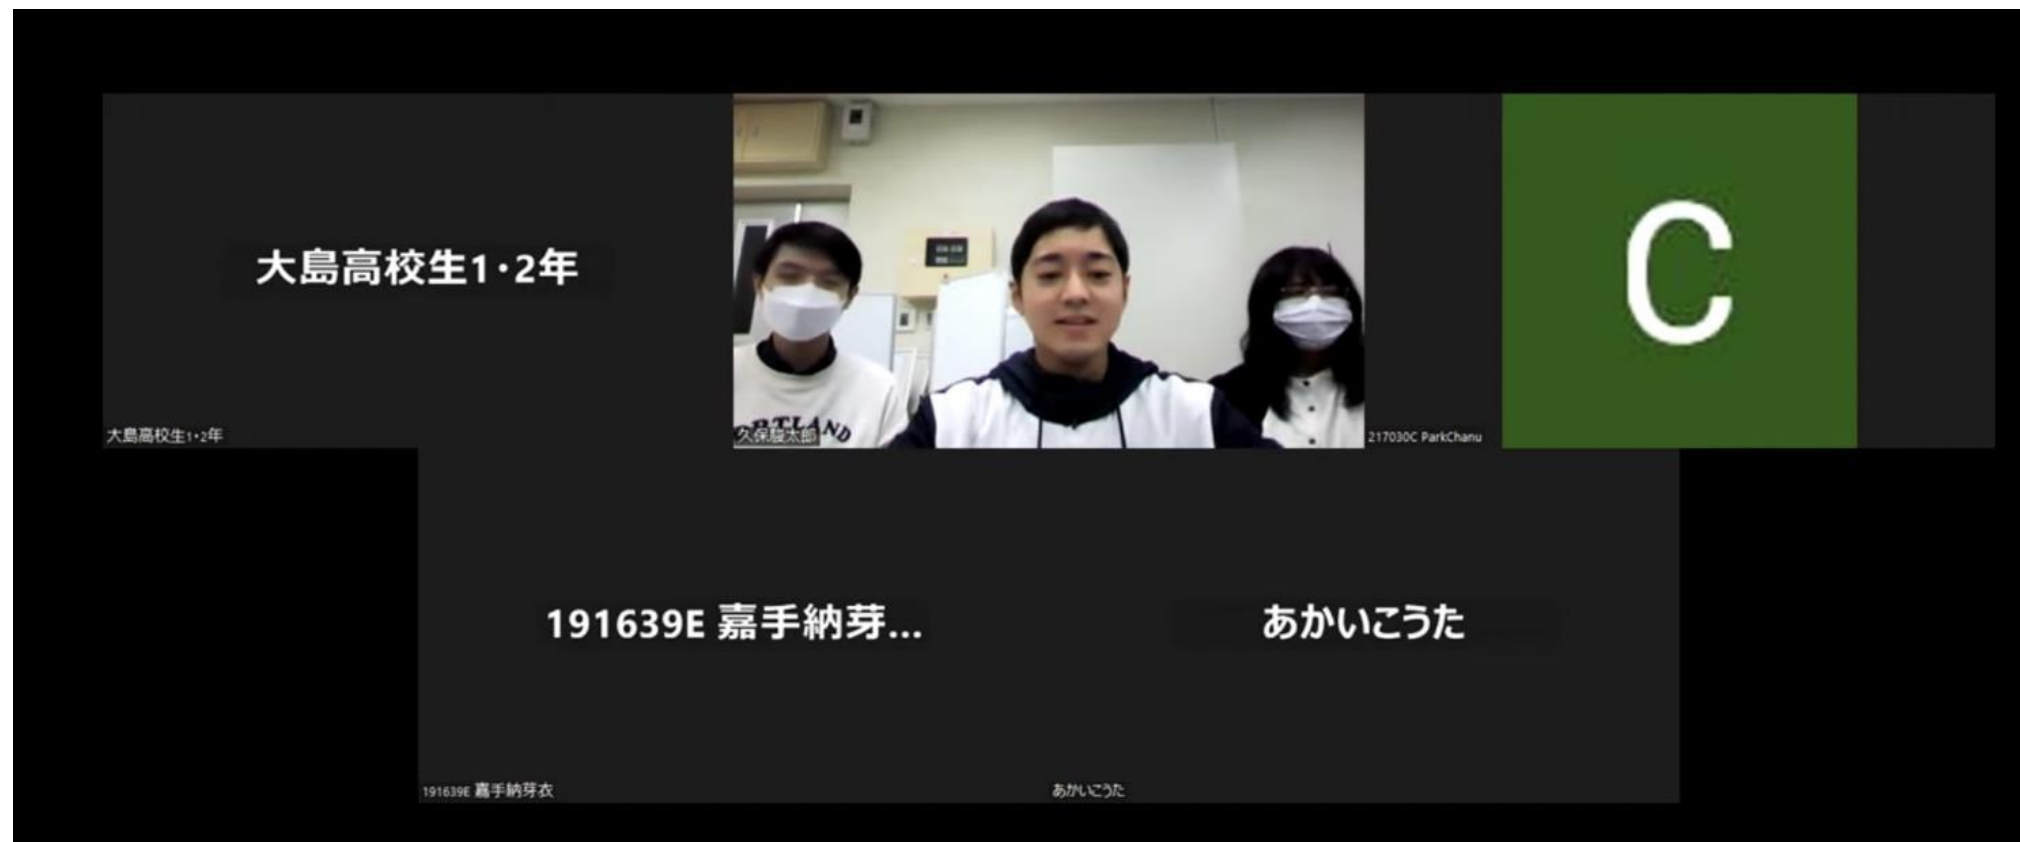 大島高校生1・2年
C
大島高校生1・2年
久保駿太郎
217030C ParkChanu
191639E 嘉手納芽...
あかいこうた
191639E 嘉手納芽衣
あかいこうた